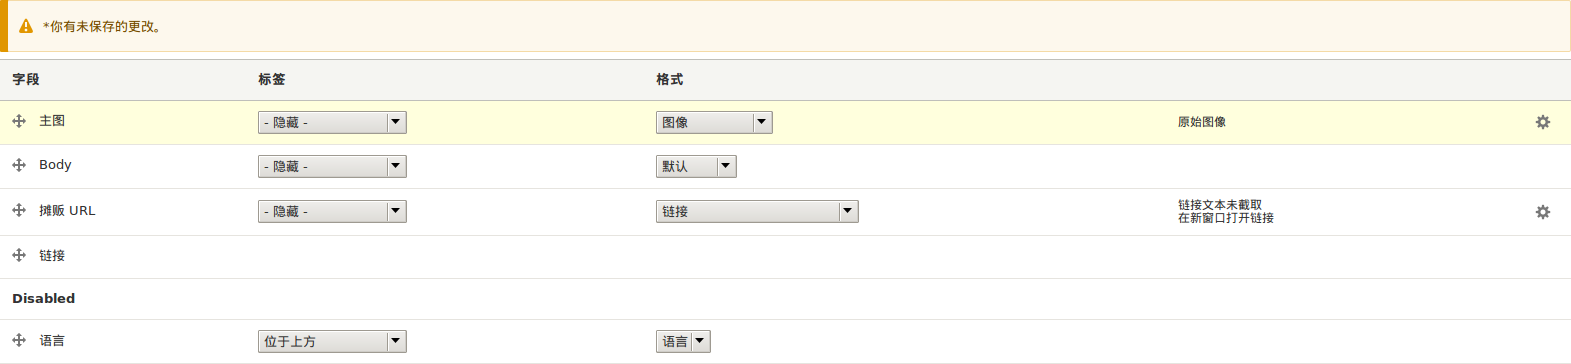 *你有未保存的更改。
字段 标签 格式
主图 - 隐藏 - 图像 原始图像
Body - 隐藏 - 默认
摊贩 URL - 隐藏 - 链接 链接文本未截取
在新窗口打开链接
链接
Disabled
语言 位于上方 语言